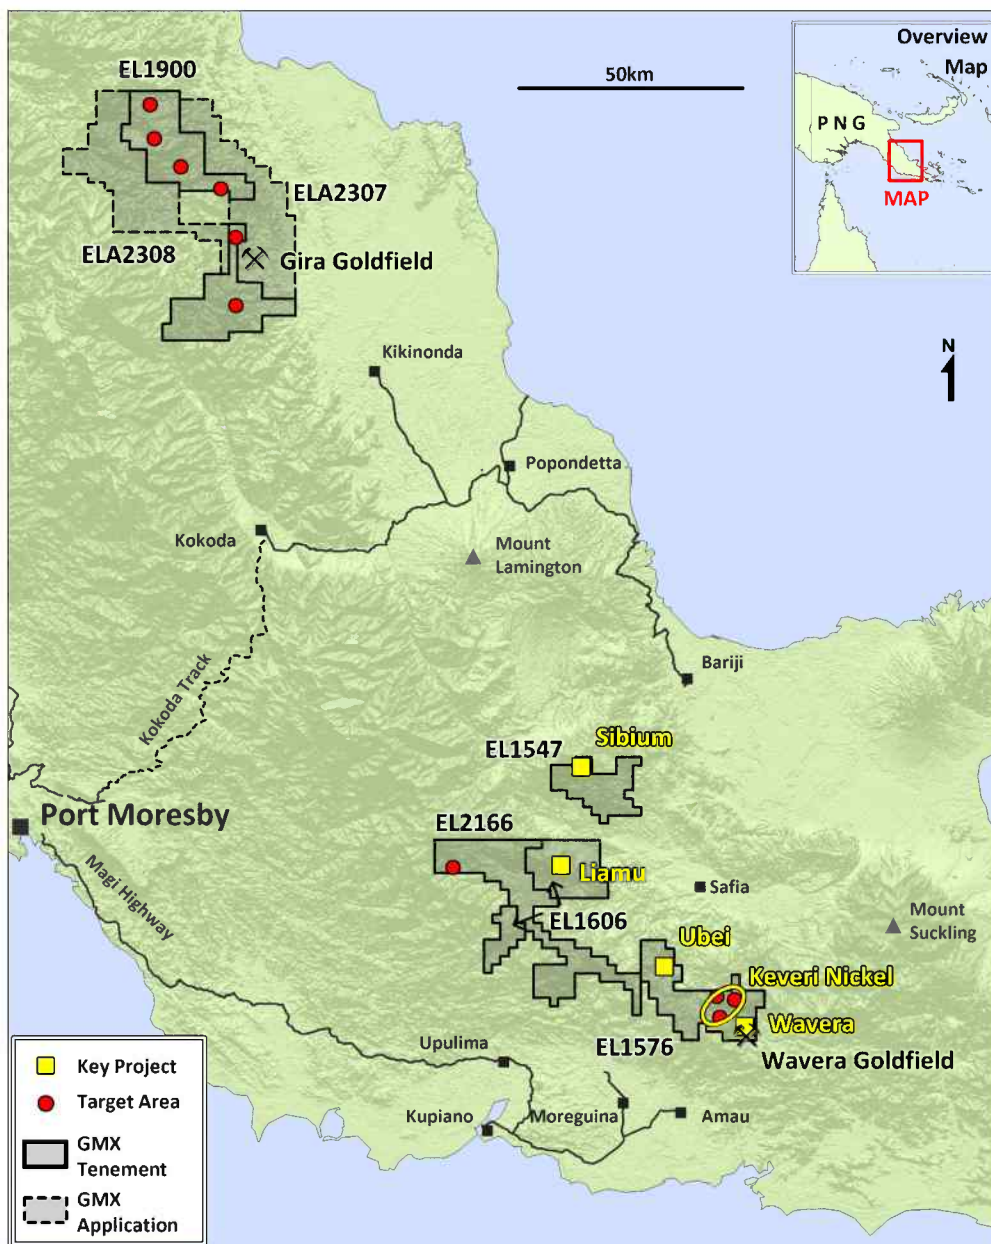 Overview
Map
PNG
MAP
50km
EL1900
ELA2307
ELA2308
Gira Goldfield
N
Kikinonda
Popondetta
Kokoda
Mount
Lamington
Kokoda Track
Bariji
Sibium
EL1547
Port Moresby
EL2166
Liamu
Safia
Magi Highway
EL1606
Mount
Suckling
Ubei
Keveri Nickel
Wavera
EL1576
Wavera Goldfield
Upulima
Kupiano
Moreguina
Amau
Key Project
Target Area
GMX
Tenement
GMX
Application